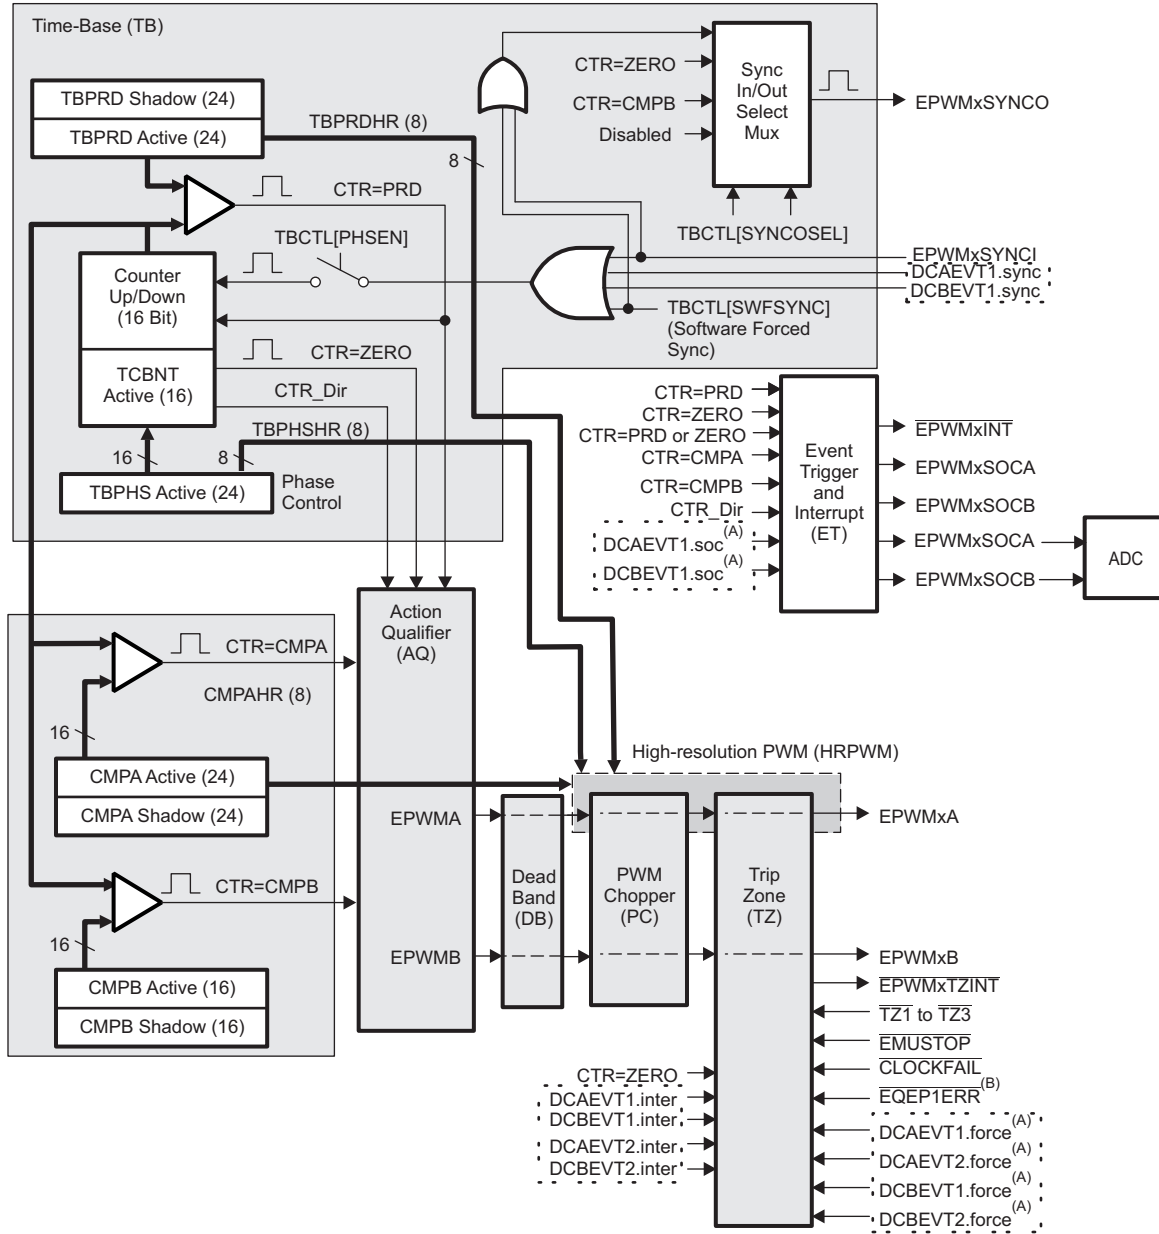 Time-Base (TB)
TBPRD Shadow (24)
TBPRD Active (24)
TBPRDHR (8)
8
CTR=PRD
TBCTL[PHSEN]
Counter
Up/Down
(16 Bit)
TCBNT
Active (16)
CTR=ZERO
CTR_Dir
TBPHSHR (8)
16
8
TBPHS Active (24)
Phase
Control
CTR=ZERO
CTR=CMPB
Disabled
Sync
In/Out
Select
Mux
EPWMxSYNCO
TBCTL[SYNCOSEL]
EPWMxSYNCI
DCAEVT1.sync
DCBEVT1.sync
TBCTL[SWFSYNC]
(Software Forced
Sync)
CTR=PRD
CTR=ZERO
CTR=PRD or ZERO
CTR=CMPA
CTR=CMPB
CTR_Dir
DCAEVT1.soc(A)
DCBEVT1.soc(A)
Event
Trigger
and
Interrupt
(ET)
EPWMxINT
EPWMxSOCA
EPWMxSOCB
EPWMxSOCA
EPWMxSOCB
ADC
Action
Qualifier
(AQ)
CTR=CMPA
CMPAHR (8)
16
CMPA Active (24)
CMPA Shadow (24)
CTR=CMPB
16
CMPB Active (16)
CMPB Shadow (16)
EPWMA
EPWMB
High-resolution PWM (HRPWM)
Dead
Band
(DB)
PWM
Chopper
(PC)
Trip
Zone
(TZ)
EPWMxA
EPWMxB
EPWMxTZINT
TZ1 to TZ3
EMUSTOP
CLOCKFAIL
EQEP1ERR(B)
DCAEVT1.force(A)
DCAEVT2.force(A)
DCBEVT1.force(A)
DCBEVT2.force(A)
CTR=ZERO
DCAEVT1.inter
DCBEVT1.inter
DCAEVT2.inter
DCBEVT2.inter